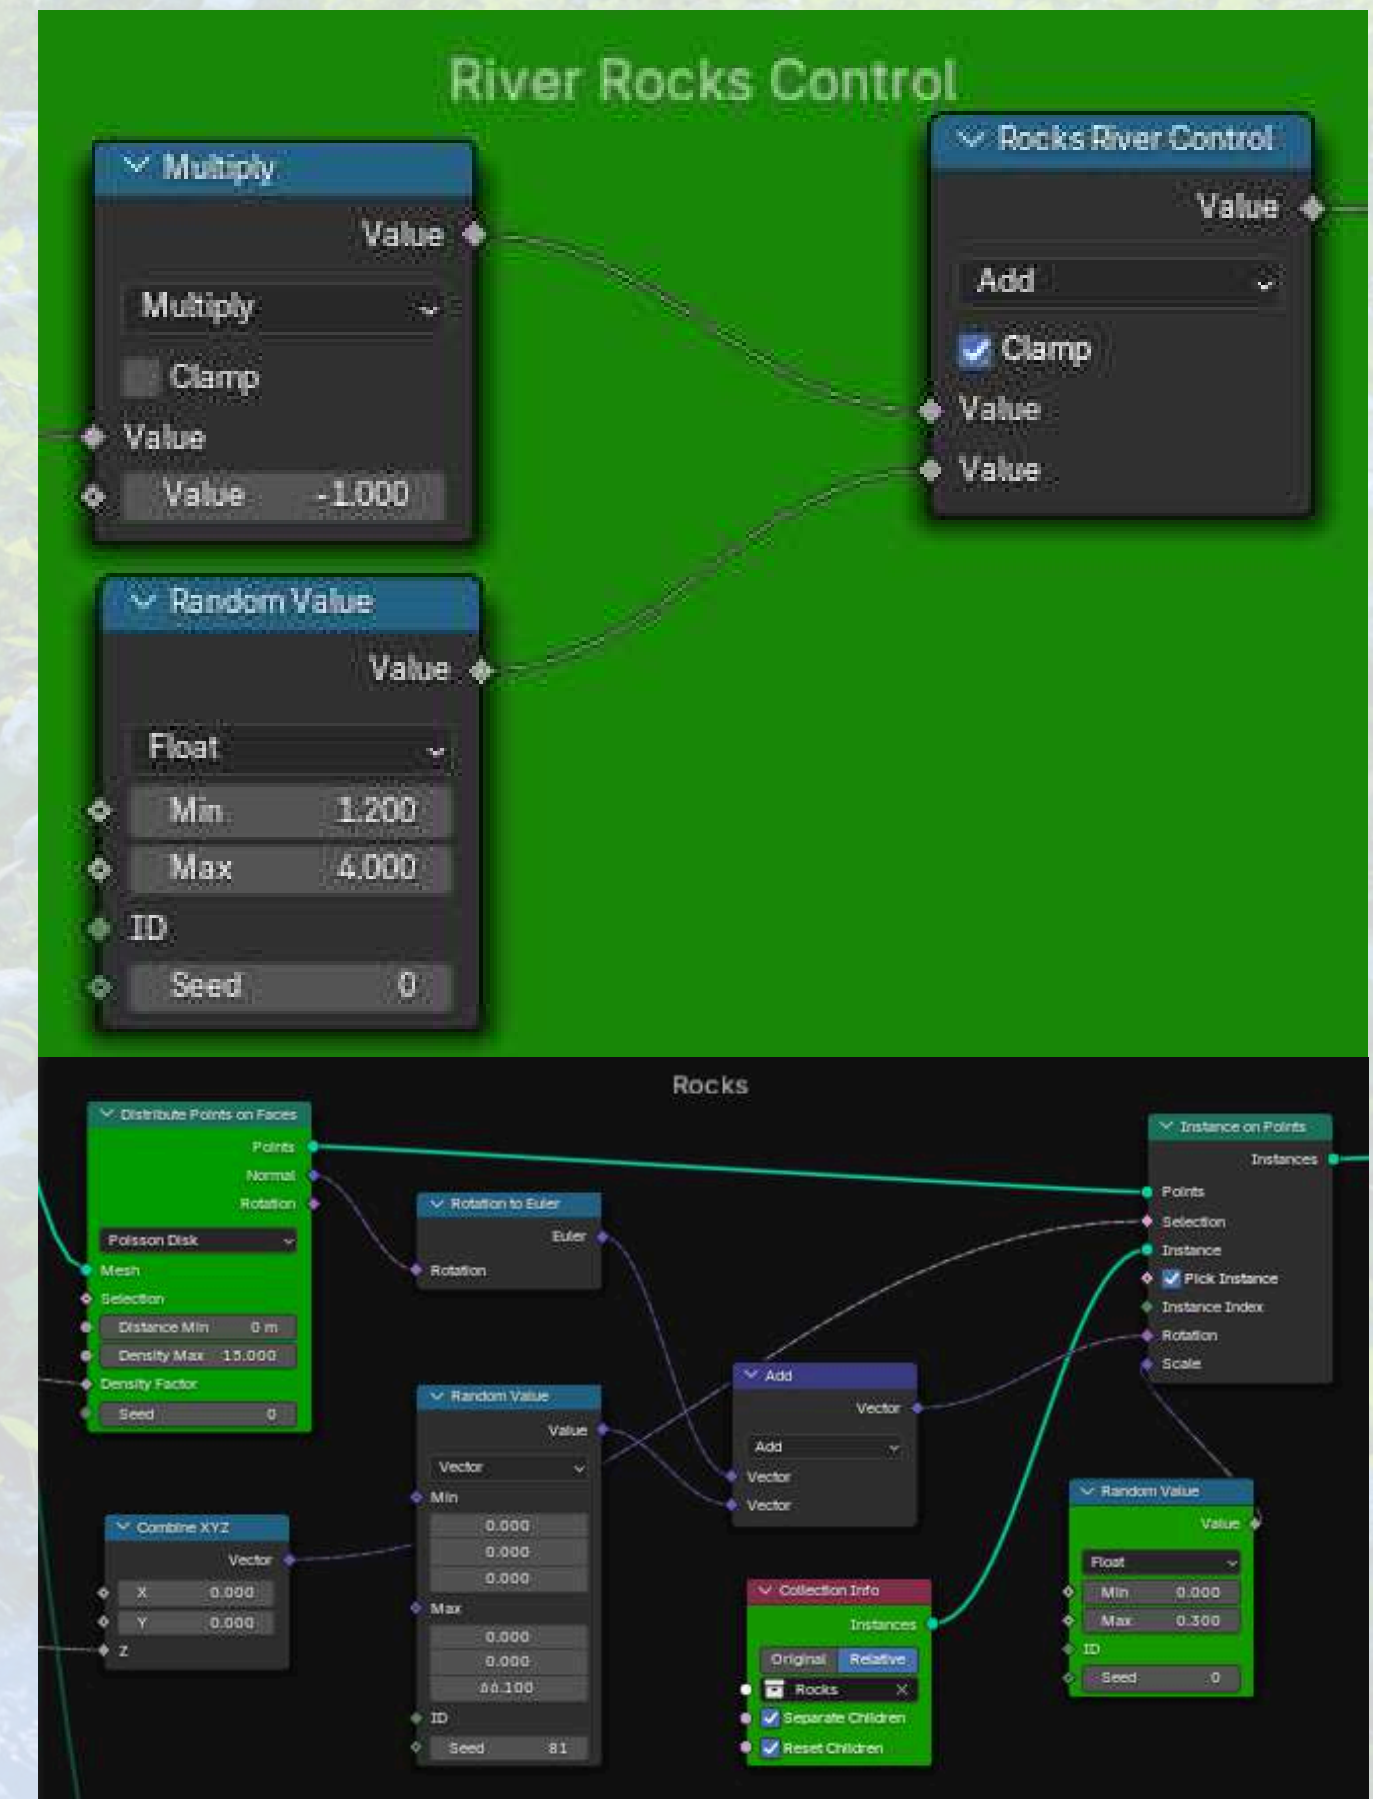 River Rocks Control
Multiply
Value
Multiply
Clamp
Value
Value -1.000
Rocks River Control
Value
Add
Clamp
Value
Value
Random Value
Value
Float
Min 1.200
Max 4.000
ID
Seed 0
Rocks
Distribute Points on Faces
Points
Normal
Rotation
Poisson Disk
Mesh
Selection
Distance Min 0 m
Density Max 15.000
Density Factor
Seed 0
Rotation to Euler
Euler
Rotation
Instance on Points
Instances
Points
Selection
Instance
Pick Instance
Instance Index
Rotation
Scale
Random Value
Value
Vector
Min
0.000
0.000
0.000
Max
0.000
0.000
ID
Seed 81
Add
Vector
Add
Vector
Vector
Combine XYZ
Vector
X 0.000
Y 0.000
Z
Collection Info
Instances
Original Relative
Rocks
Separate Children
Reset Children
Random Value
Value
Float
Min 0.000
Max 0.300
ID
Seed 0